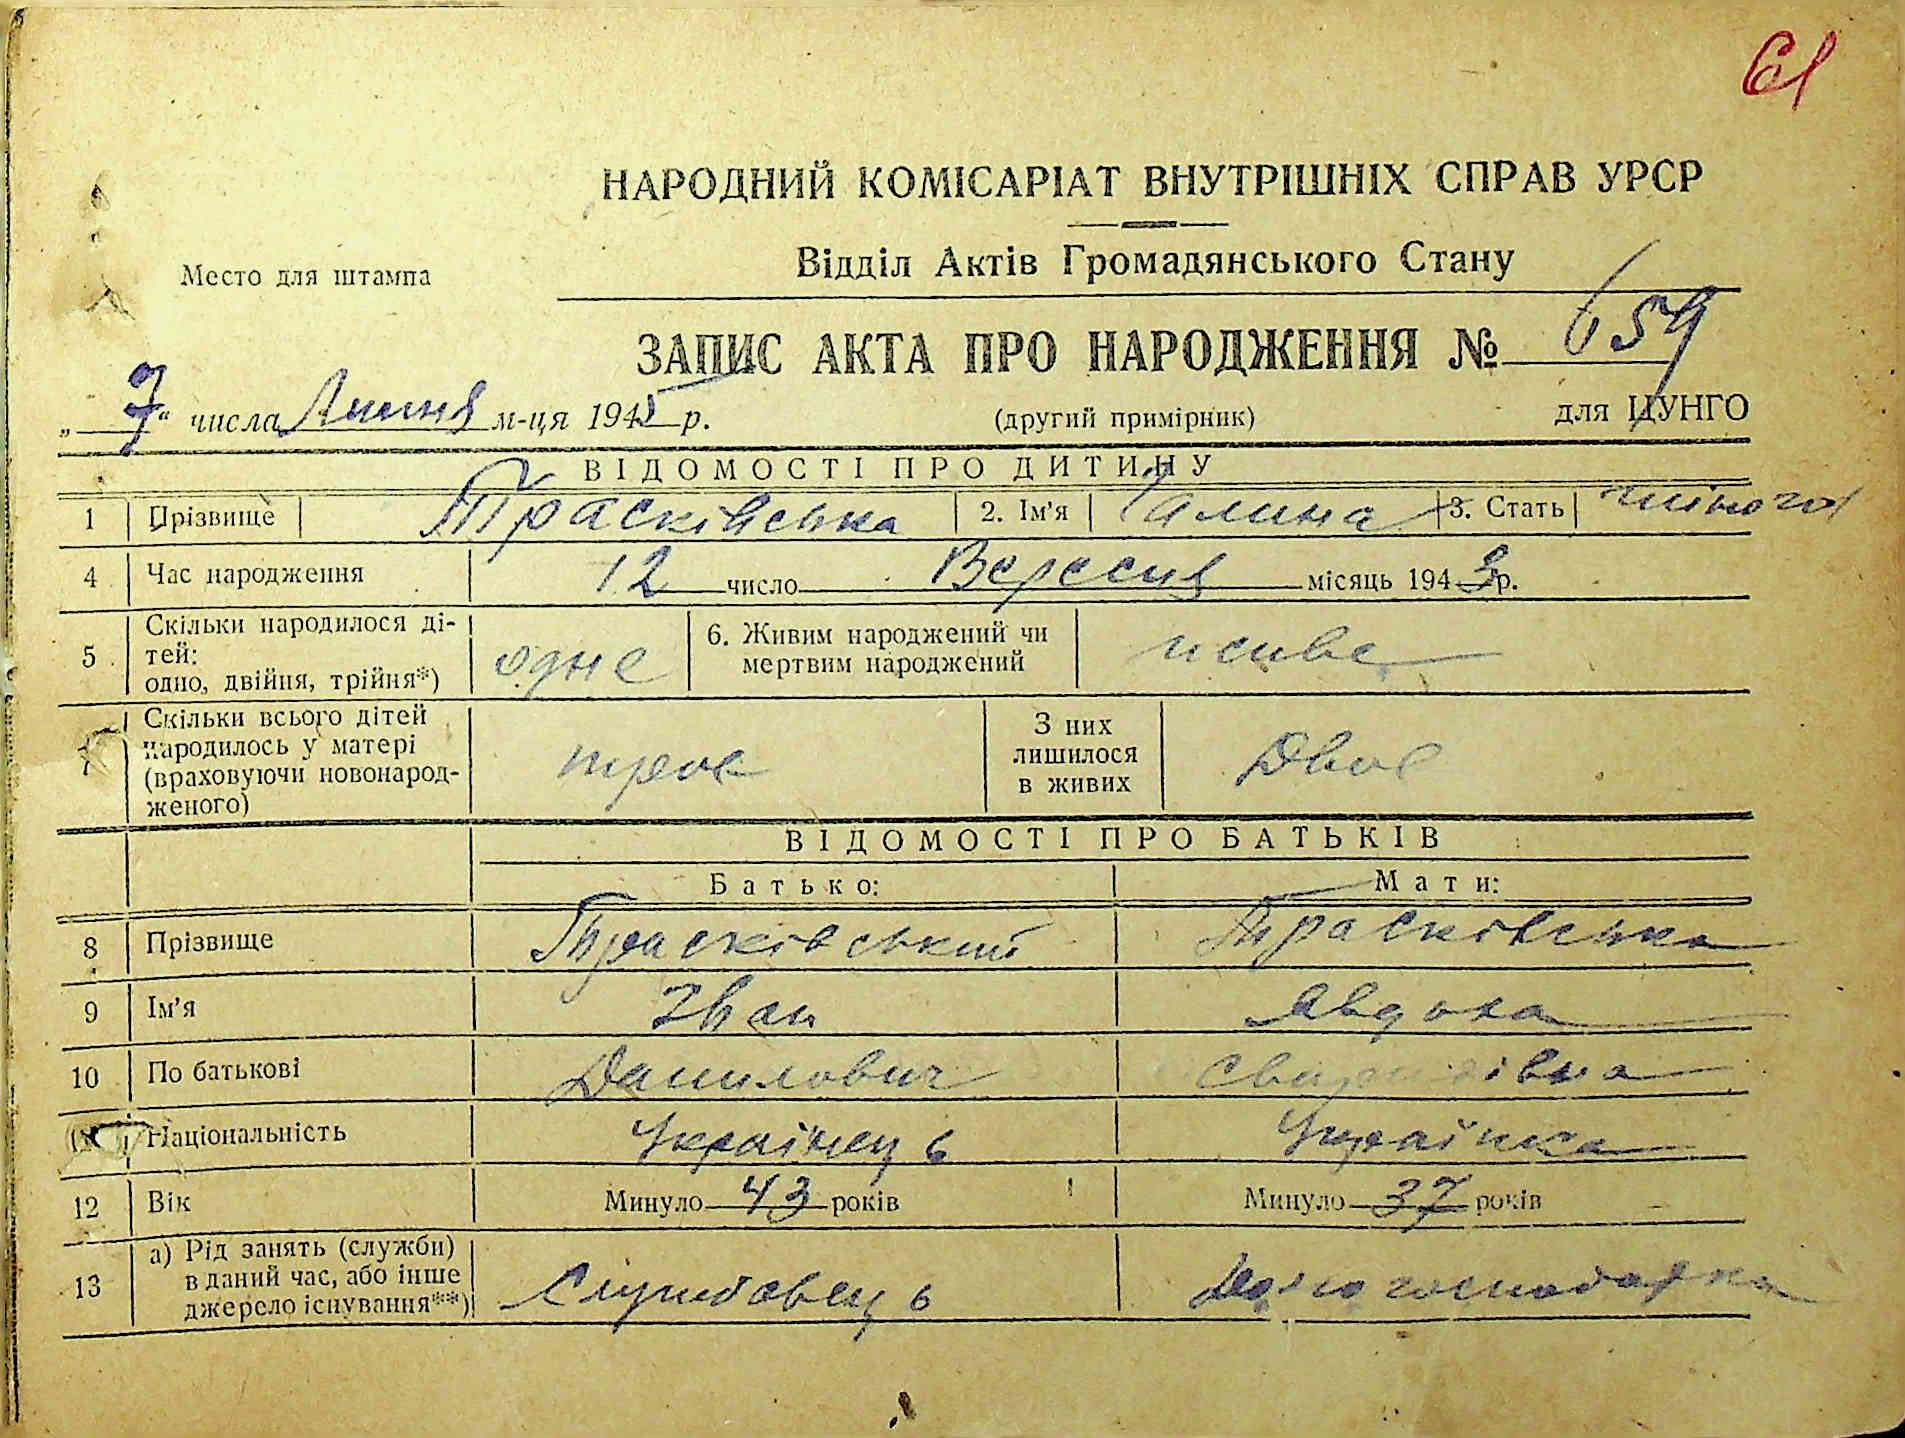 61
НАРОДНИЙ КОМІСАРІАТ ВНУТРІШНІХ СПРАВ УРСР
Відділ Актів Громадянського Стану
Место для штампа
ЗАПИС АКТА ПРО НАРОДЖЕННЯ № 659
„7“ числа Липня м-ця 1945 р. (другий примірник) для ЦУНГО
ВІДОМОСТІ ПРО ДИТИНУ
1 Прізвище Трасківська 2. Ім'я Галина 3. Стать жіноча
4 Час народження 12 число Вересня місяць 1943 р.
5 Скільки народилося ді-
тей:
одно, двійня, трійня*) одне 6. Живим народжений чи
мертвим народжений живе
7 Скільки всього дітей
народилось у матері
(враховуючи новонарод-
женого) троє З них
лишилося
в живих Двоє
ВІДОМОСТІ ПРО БАТЬКІВ
Батько: Мати:
8 Прізвище Трасківський Трасківська
9 Ім'я Іван Явдоха
10 По батькові Данилович
11 Національність Українець Українка
12 Вік Минуло 43 років Минуло 37 років
13 а) Рід занять (служби)
в даний час, або інше
джерело існування**) Службовець Домогосподарка